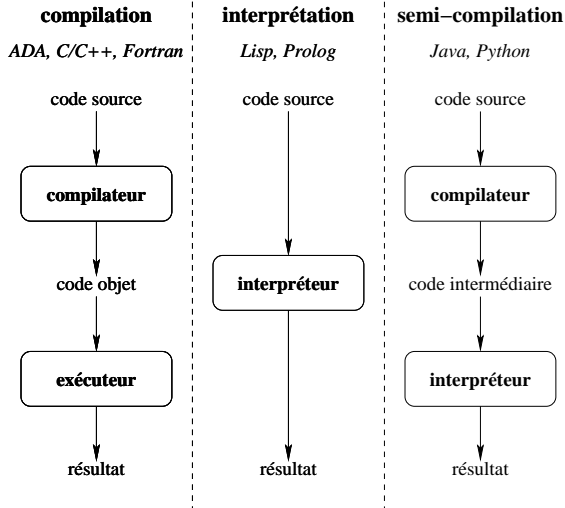 compilation
ADA, C/C++, Fortran
code source
compilateur
code objet
exécuteur
résultat
interprétation
Lisp, Prolog
code source
interpréteur
résultat
semi-compilation
Java, Python
code source
compilateur
code intermédiaire
interpréteur
résultat